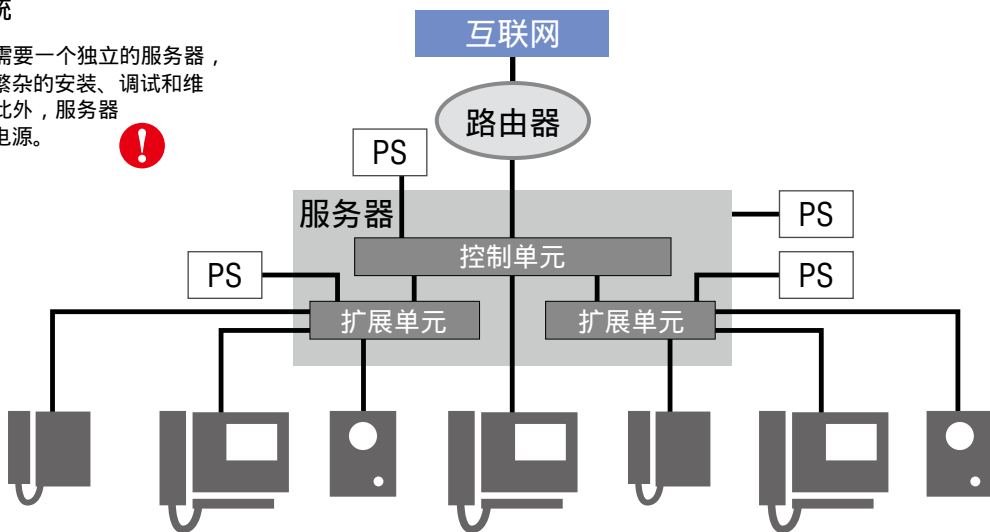 统
需要一个独立的服务器，
繁杂的安装、调试和维
此外，服务器
电源。
互联网
路由器
PS
服务器
PS
控制单元
PS
PS
扩展单元
扩展单元